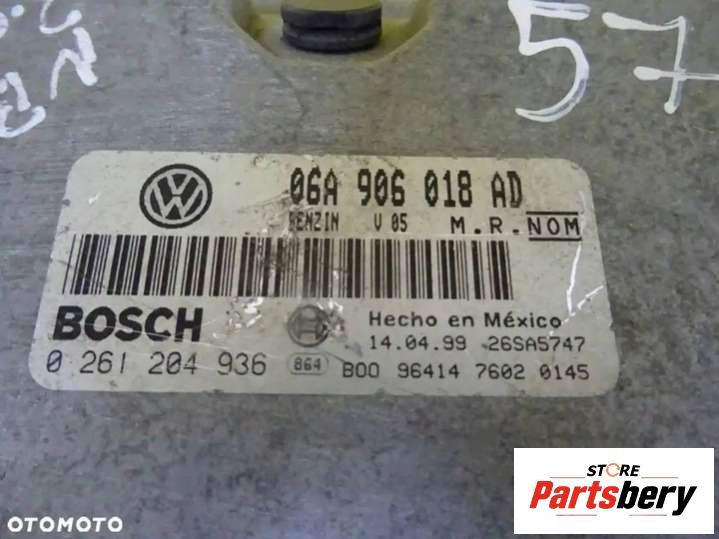 57
06A 906 018 AD
BENZIN V 05 M.R. NOM
BOSCH
Hecho en México
14.04.99 26SA5747
0 261 204 936 864 B00 96414 7602 0145
STORE
Partsbery
OTOMOTO